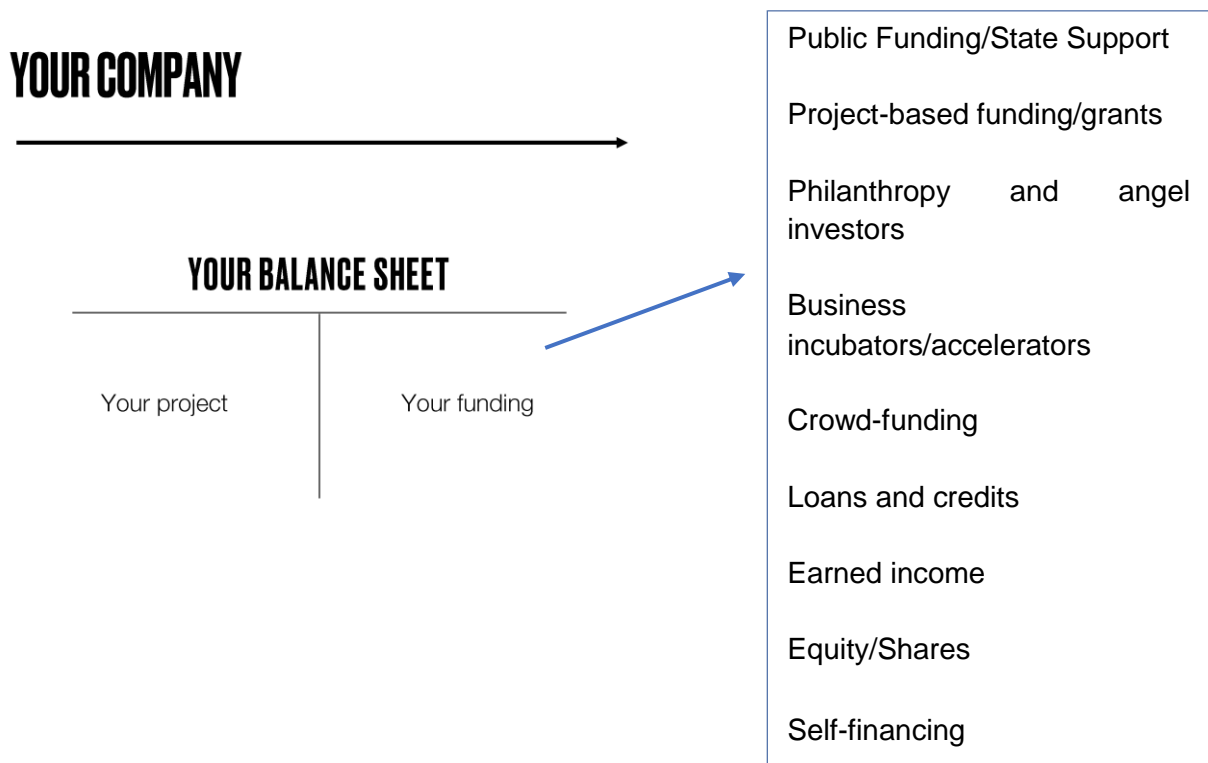 YOUR COMPANY
YOUR BALANCE SHEET
Your project
Your funding
Public Funding/State Support
Project-based funding/grants
Philanthropy and angel
investors
Business
incubators/accelerators
Crowd-funding
Loans and credits
Earned income
Equity/Shares
Self-financing